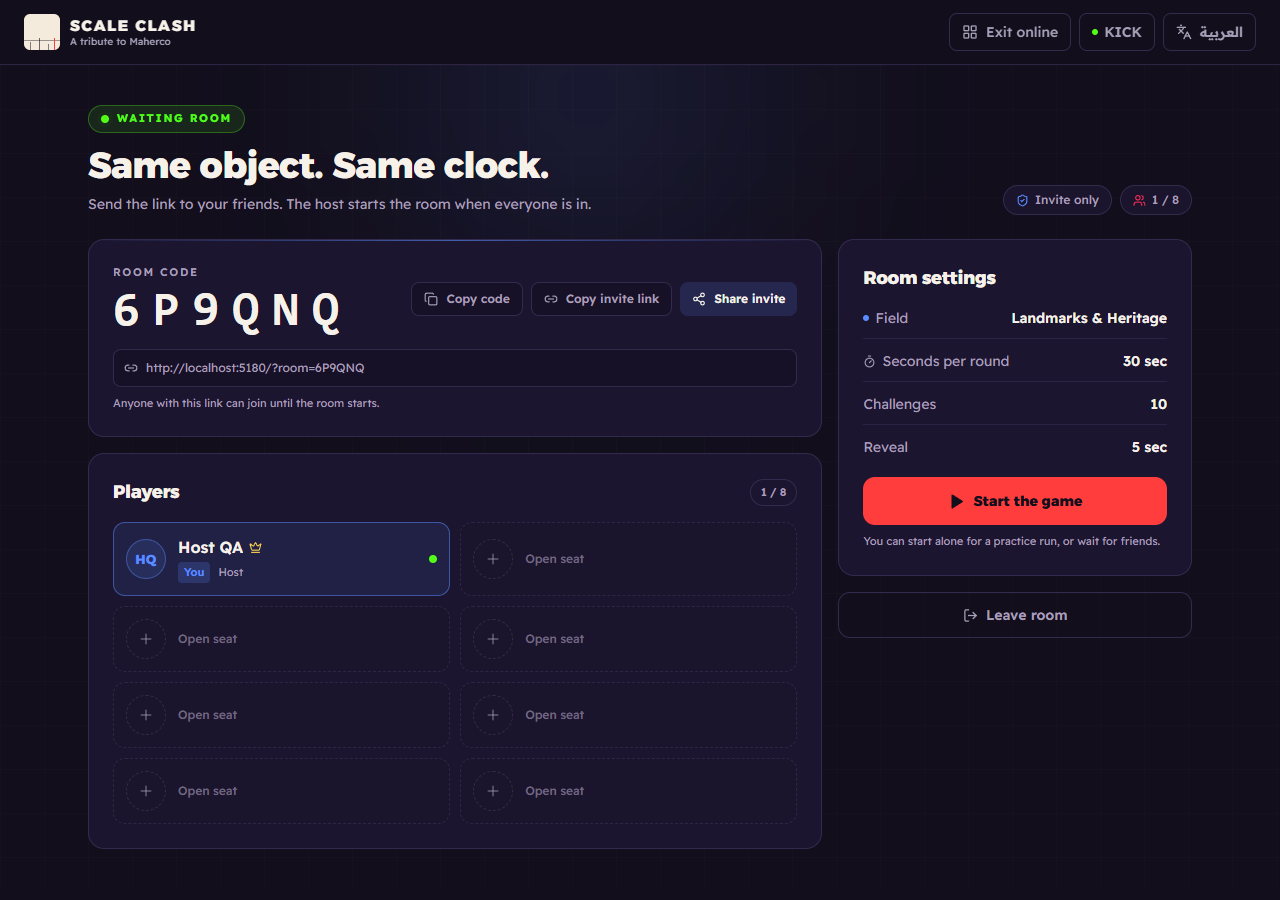 SCALE CLASH
A tribute to Maherco
Exit online
KICK
العربية
WAITING ROOM
Same object. Same clock.
Send the link to your friends. The host starts the room when everyone is in.
Invite only
1 / 8
ROOM CODE
6P9QNQ
Copy code
Copy invite link
Share invite
http://localhost:5180/?room=6P9QNQ
Anyone with this link can join until the room starts.
Players
1 / 8
HQ
Host QA
You
Host
Open seat
Open seat
Open seat
Open seat
Open seat
Open seat
Open seat
Room settings
Field
Landmarks & Heritage
Seconds per round
30 sec
Challenges
10
Reveal
5 sec
Start the game
You can start alone for a practice run, or wait for friends.
Leave room